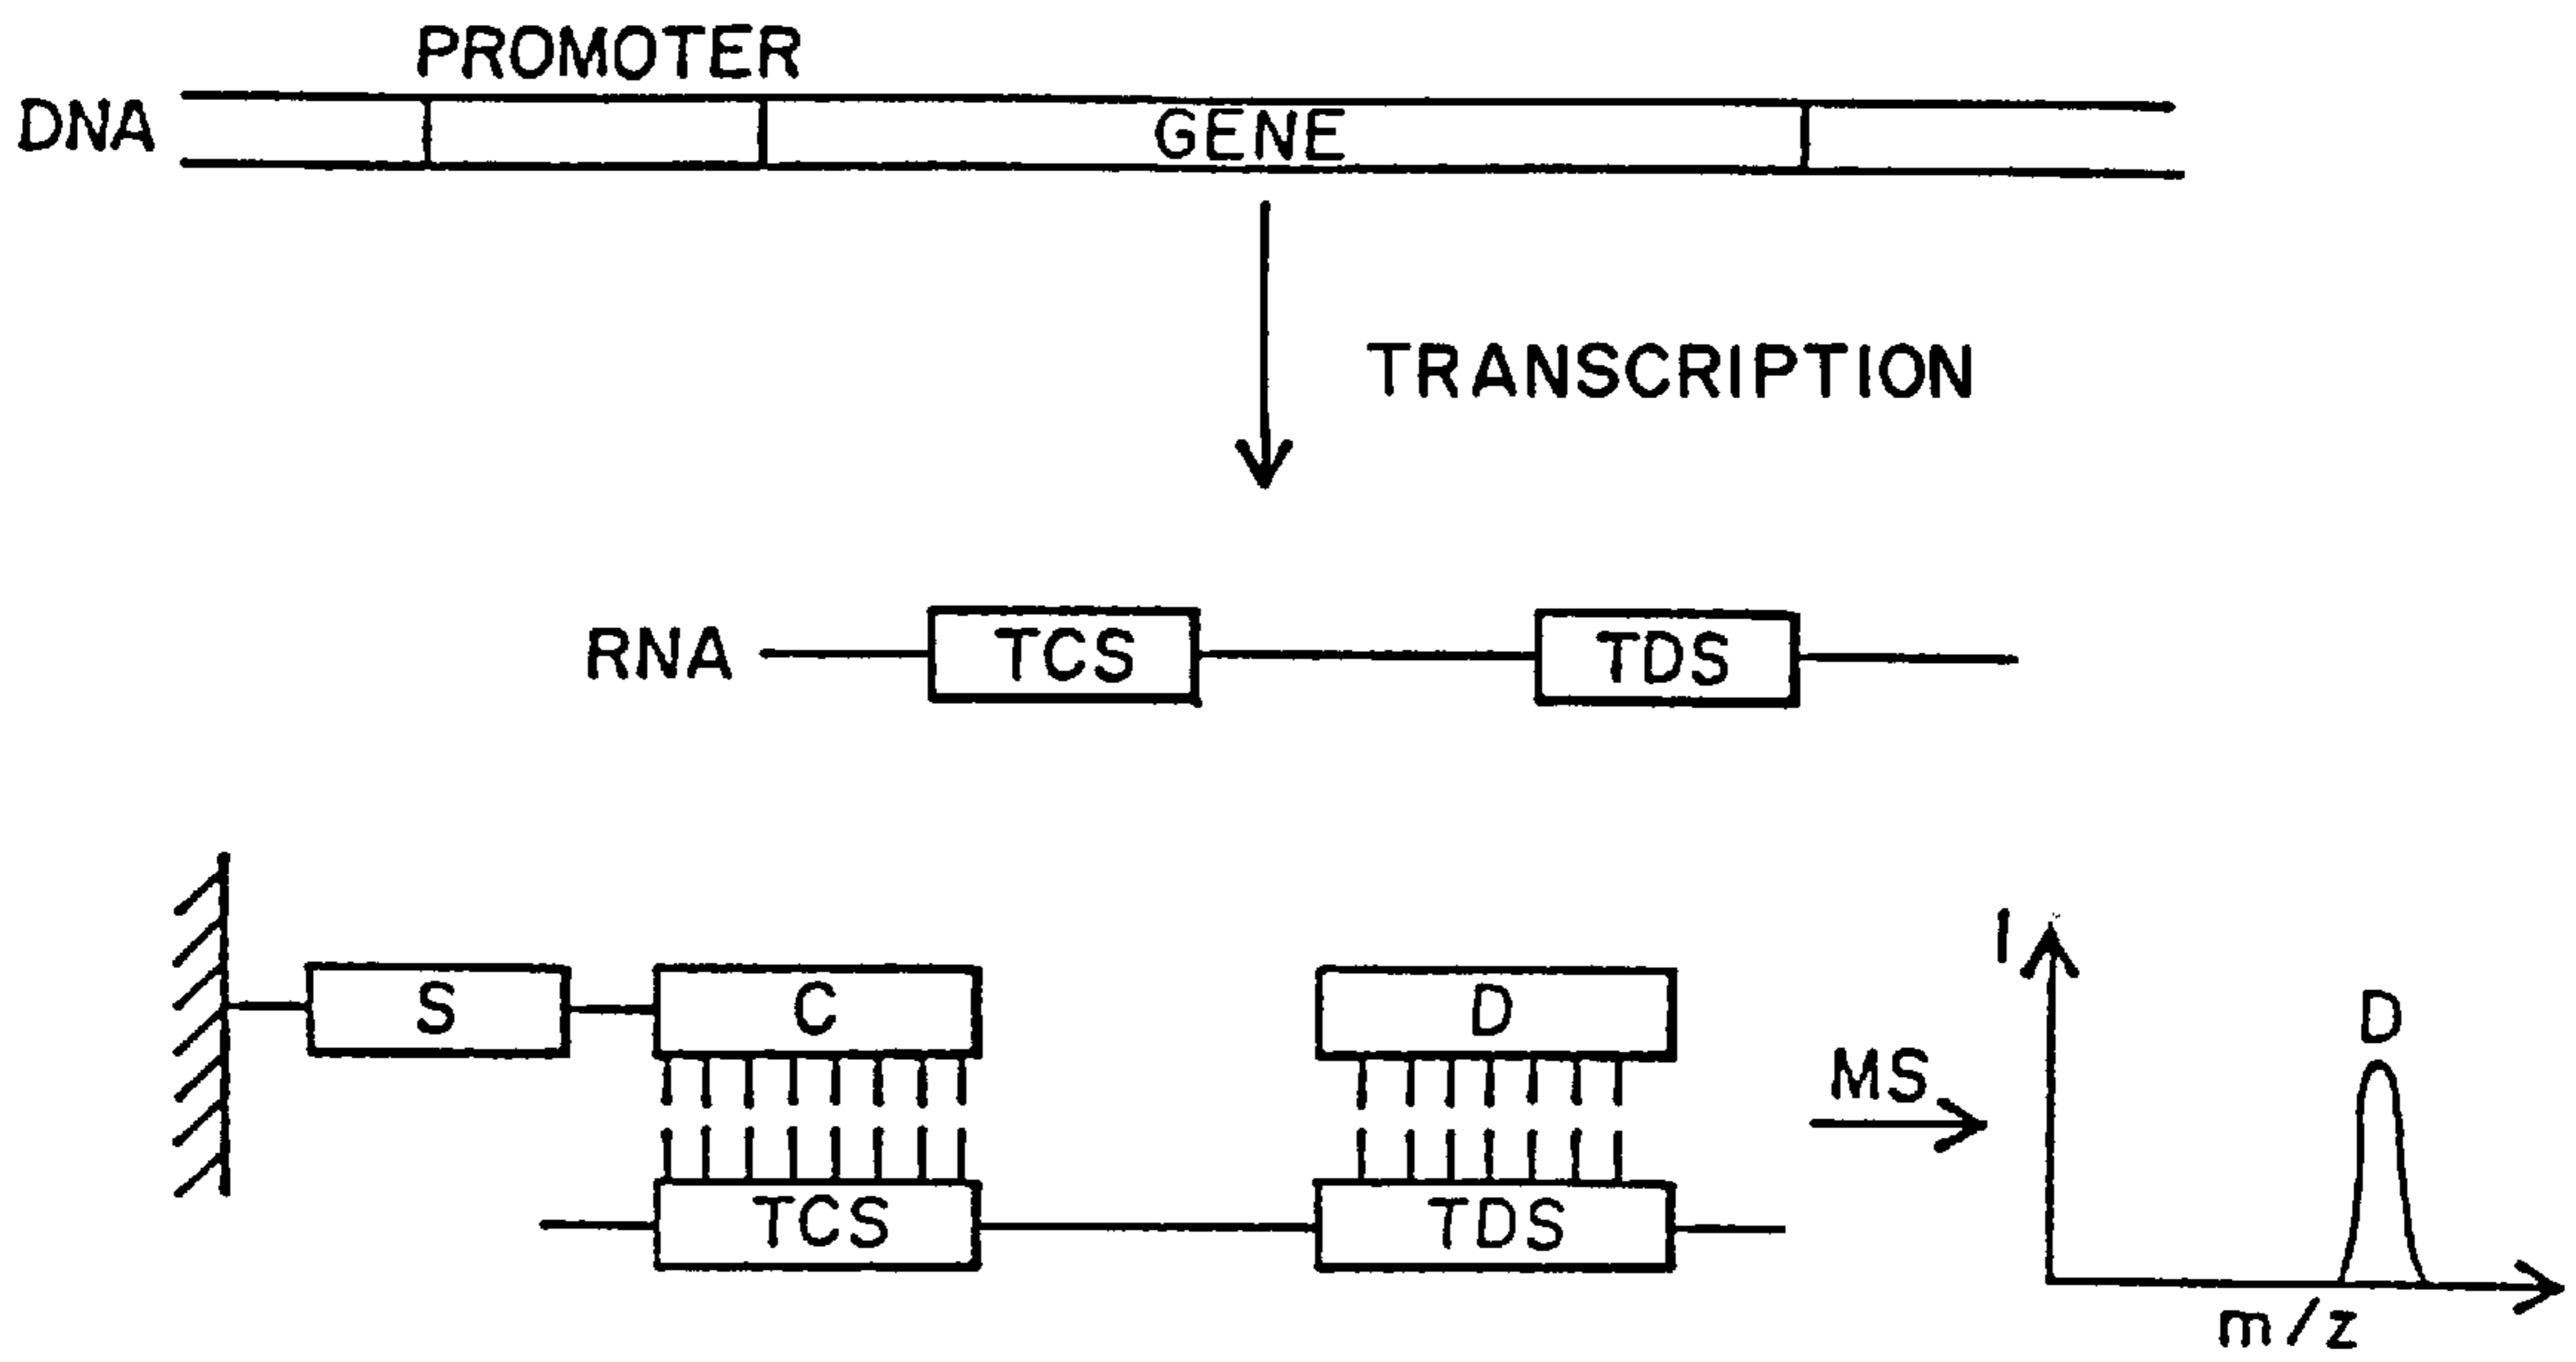 PROMOTER
DNA
GENE
TRANSCRIPTION
RNA
TCS
TDS
S
C
D
TCS
TDS
MS
I
D
m/z